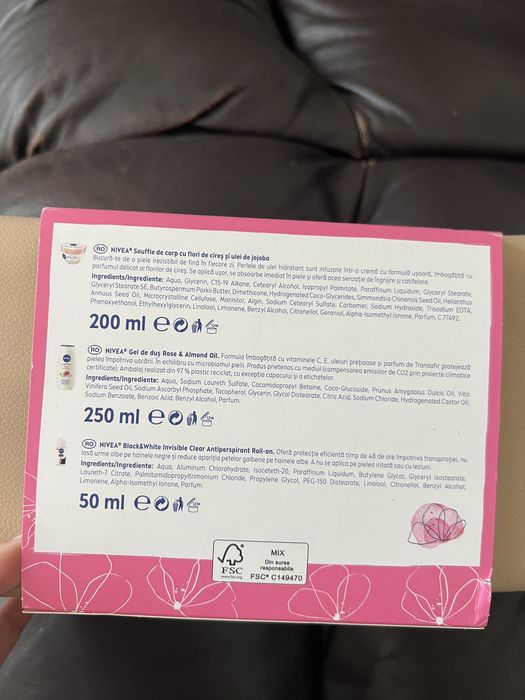 RO NIVEA® Souffle de corp cu flori de cireș și ulei de jojoba
Bucură-te de o piele irezistibil de fină în fiecare zi. Perlele de ulei hidratant sunt infuzate într-o cremă cu formulă ușoară, îmbogățită cu
parfumul delicat al florilor de cireș. Se aplică ușor, se absoarbe imediat în piele și oferă acea senzație de îngrijire și catifelare.
Ingredients/Ingrediente: Aqua, Glycerin, C15-19 Alkane, Cetearyl Alcohol, Isopropyl Palmitate, Paraffinum Liquidum, Glyceryl Stearate,
Glyceryl Stearate SE, Butyrospermum Parkii Butter, Dimethicone, Hydrogenated Coco-Glycerides, Simmondsia Chinensis Seed Oil, Helianthus
Annuus Seed Oil, Microcrystalline Cellulose, Mannitol, Algin, Sodium Cetearyl Sulfate, Carbomer, Sodium Hydroxide, Trisodium EDTA,
Phenoxyethanol, Ethylhexylglycerin, Linalool, Limonene, Benzyl Alcohol, Citronellol, Geraniol, Alpha-Isomethyl Ionone, Parfum, C.I. 77492.
200 ml
RO NIVEA® Gel de duș Rose & Almond Oil. Formula îmbogățită cu vitaminele C, E, uleiuri prețioase și parfum de Trandafir protejează
pielea împotriva uscării. În echilibru cu microbiomul pielii. Produs prietenos cu mediul (compensarea emisiilor de CO2 prin proiecte climatice
certificate). Ambalaj realizat din 97 % plastic reciclat, cu excepția capacului și a etichetelor.
Ingredients/Ingrediente: Aqua, Sodium Laureth Sulfate, Cocamidopropyl Betaine, Coco-Glucoside, Prunus Amygdalus Dulcis Oil, Vitis
Vinifera Seed Oil, Sodium Ascorbyl Phosphate, Tocopherol, Glycerin, Glycol Distearate, Citric Acid, Sodium Chloride, Hydrogenated Castor Oil,
Sodium Benzoate, Benzoic Acid, Benzyl Alcohol, Parfum.
250 ml
RO NIVEA® Black&White Invisible Clear Antiperspirant Roll-on. Oferă protecție eficientă timp de 48 de ore împotriva transpirației, nu
lasă urme albe pe hainele negre și reduce apariția petelor galbene pe hainele albe. A nu se aplica pe pielea iritată sau cu leziuni.
Ingredients/Ingrediente: Aqua, Aluminum Chlorohydrate, Isoceteth-20, Paraffinum Liquidum, Butylene Glycol, Glyceryl Isostearate,
Laureth-7 Citrate, Palmitamidopropyltrimonium Chloride, Propylene Glycol, PEG-150 Distearate, Linalool, Citronellol, Benzyl Alcohol,
Limonene, Alpha-Isomethyl Ionone, Parfum.
50 ml
FSC
www.fsc.org
MIX
Din surse
responsabile
FSC® C149470